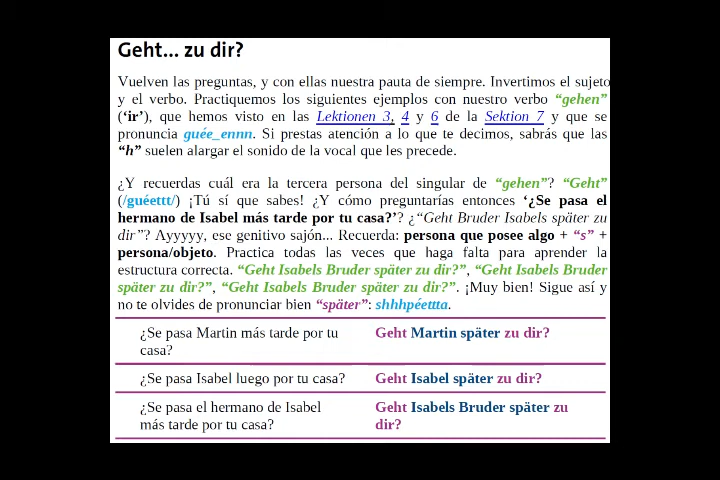 Geht... zu dir?
Vuelven las preguntas, y con ellas nuestra pauta de siempre. Invertimos el sujeto
y el verbo. Practiquemos los siguientes ejemplos con nuestro verbo “gehen”
(‘ir’), que hemos visto en las Lektionen 3, 4 y 6 de la Sektion 7 y que se
pronuncia guée_ennn. Si prestas atención a lo que te decimos, sabrás que las
“h” suelen alargar el sonido de la vocal que les precede.
¿Y recuerdas cuál era la tercera persona del singular de “gehen”? “Geht”
(/guéettt/) ¡Tú sí que sabes! ¿Y cómo preguntarías entonces ‘¿Se pasa el
hermano de Isabel más tarde por tu casa?’? ¿“Geht Bruder Isabels später zu
dir”? Ayyyyy, ese genitivo sajón... Recuerda: persona que posee algo + “s” +
persona/objeto. Practica todas las veces que haga falta para aprender la
estructura correcta. “Geht Isabels Bruder später zu dir?”, “Geht Isabels Bruder
später zu dir?”, “Geht Isabels Bruder später zu dir?”. ¡Muy bien! Sigue así y
no te olvides de pronunciar bien “später”: shhhpéettta.
¿Se pasa Martin más tarde por tu
casa?
Geht Martin später zu dir?
¿Se pasa Isabel luego por tu casa?
Geht Isabel später zu dir?
¿Se pasa el hermano de Isabel
más tarde por tu casa?
Geht Isabels Bruder später zu
dir?